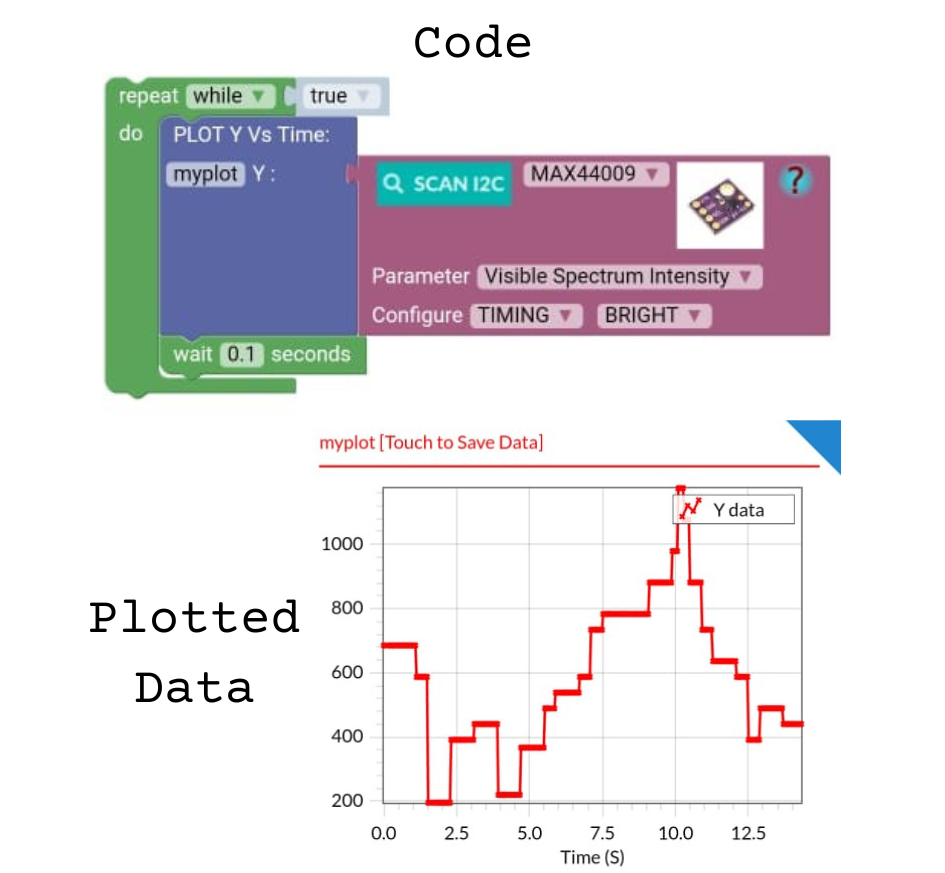 Code
repeat while ▼ true ▼
do PLOT Y Vs Time:
myplot Y : SCAN I2C MAX44009 ▼ ?
Parameter Visible Spectrum Intensity ▼
Configure TIMING ▼ BRIGHT ▼
wait 0.1 seconds
myplot [Touch to Save Data]
Y data
1000
800
600
400
200
0.0 2.5 5.0 7.5 10.0 12.5
Time (S)
Plotted
Data